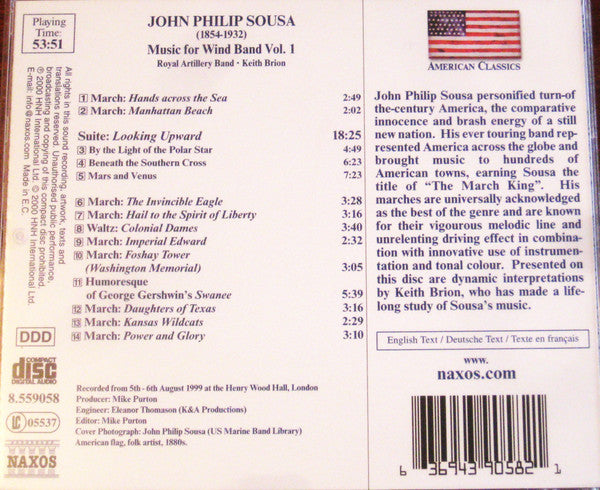 Playing
Time:
53:51
JOHN PHILIP SOUSA
(1854-1932)
Music for Wind Band Vol. 1
Royal Artillery Band • Keith Brion
1 March: Hands across the Sea 2:49
2 March: Manhattan Beach 2:02
Suite: Looking Upward 18:25
3 By the Light of the Polar Star 4:49
4 Beneath the Southern Cross 6:23
5 Mars and Venus 7:23
6 March: The Invincible Eagle 3:28
7 March: Hail to the Spirit of Liberty 3:16
8 Waltz: Colonial Dames 3:40
9 March: Imperial Edward 2:32
10 March: Foshay Tower
(Washington Memorial) 3:05
11 Humoresque
of George Gershwin's Swanee 5:39
12 March: Daughters of Texas 3:16
13 March: Kansas Wildcats 2:29
14 March: Power and Glory 3:10
Recorded from 5th-6th August 1999 at the Henry Wood Hall, London
Producer: Mike Purton
Engineer: Eleanor Thomason (K&A Productions)
Editor: Mike Purton
Cover Photograph: John Philip Sousa (US Marine Band Library)
American flag, folk artist, 1880s.
All rights in this sound recording, artwork, texts and
translations reserved. Unauthorised public performance,
broadcasting and copying of this compact disc prohibited.
℗ 2000 HNH International Ltd. © 2000 HNH International Ltd.
E-mail: info@naxos.com Made in E.C.
DDD
COMPACT
disc
DIGITAL AUDIO
8.559058
LC 05537
NAXOS
AMERICAN CLASSICS
John Philip Sousa personified turn-of-
the-century America, the comparative
innocence and brash energy of a still
new nation. His ever touring band rep-
resented America across the globe and
brought music to hundreds of
American towns, earning Sousa the
title of "The March King". His
marches are universally acknowledged
as the best of the genre and are known
for their vigourous melodic line and
unrelenting driving effect in combina-
tion with innovative use of instrumen-
tation and tonal colour. Presented on
this disc are dynamic interpretations
by Keith Brion, who has made a life-
long study of Sousa's music.
English Text / Deutsche Text / Texte en français
www.
naxos.com
6 36943 90582 1